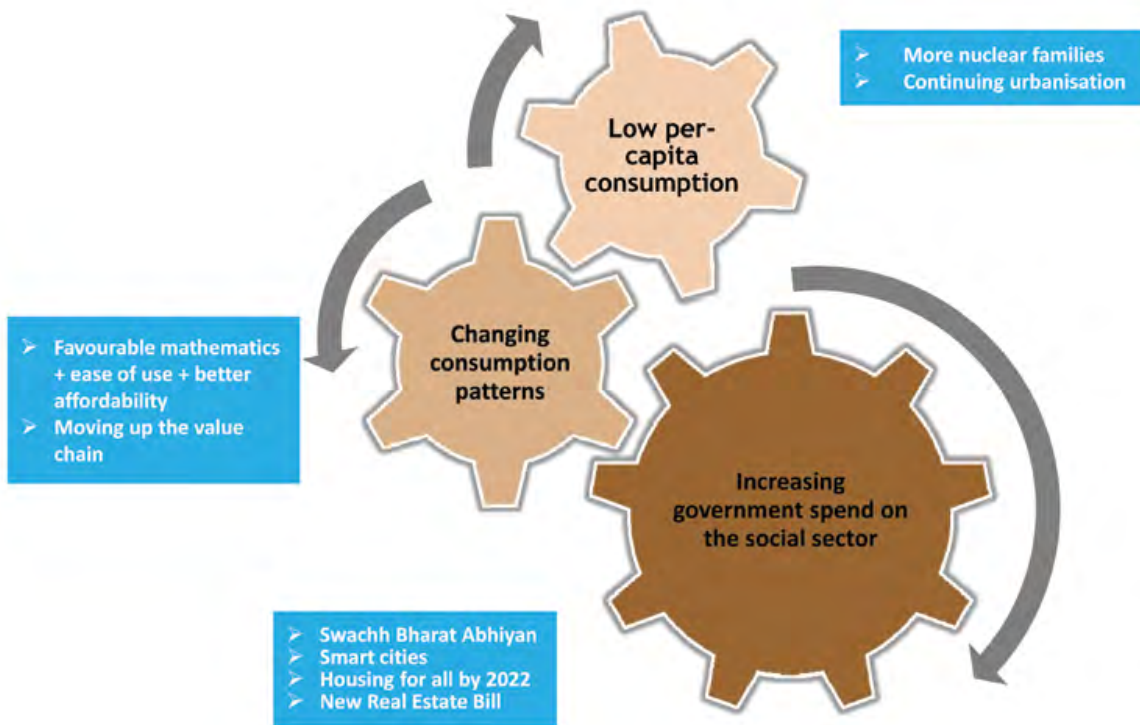 ➢ More nuclear families
➢ Continuing urbanisation
Low per-
capita
consumption
Changing
consumption
patterns
➢ Favourable mathematics
+ ease of use + better
affordability
➢ Moving up the value
chain
Increasing
government spend on
the social sector
➢ Swachh Bharat Abhiyan
➢ Smart cities
➢ Housing for all by 2022
➢ New Real Estate Bill